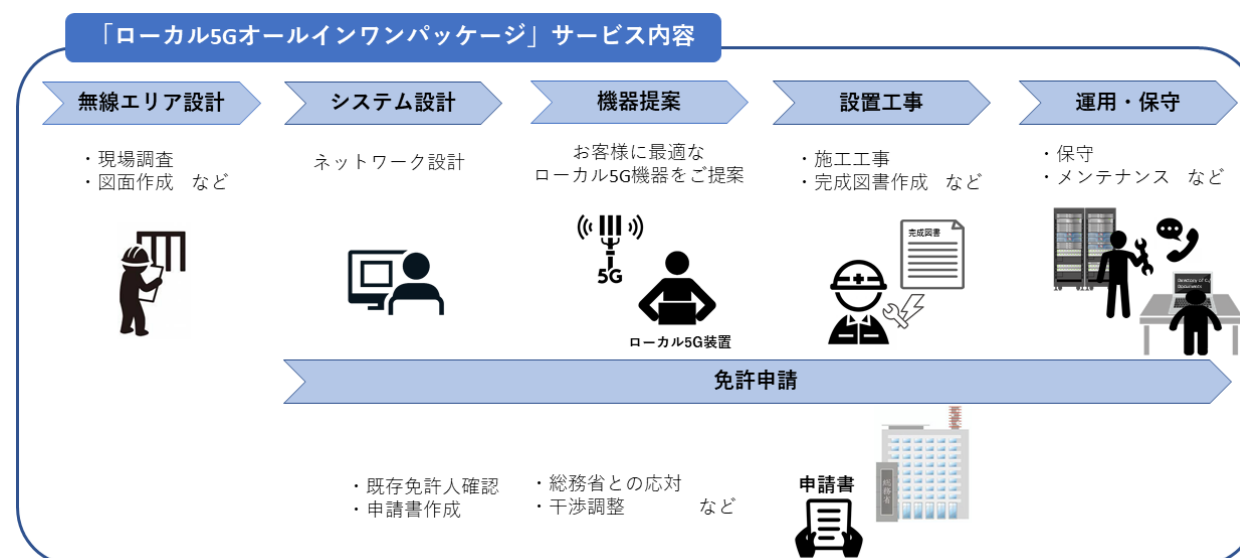 「ローカル5Gオールインワンパッケージ」サービス内容
無線エリア設計
システム設計
機器提案
設置工事
運用・保守
・現場調査
・図面作成　など
ネットワーク設計
お客様に最適な
ローカル5G機器をご提案
・施工工事
・完成図書作成　など
・保守
・メンテナンス　など
5G
ローカル5G装置
完成図書
免許申請
・既存免許人確認
・申請書作成
・総務省との応対
・干渉調整　　　　など
申請書
総務省